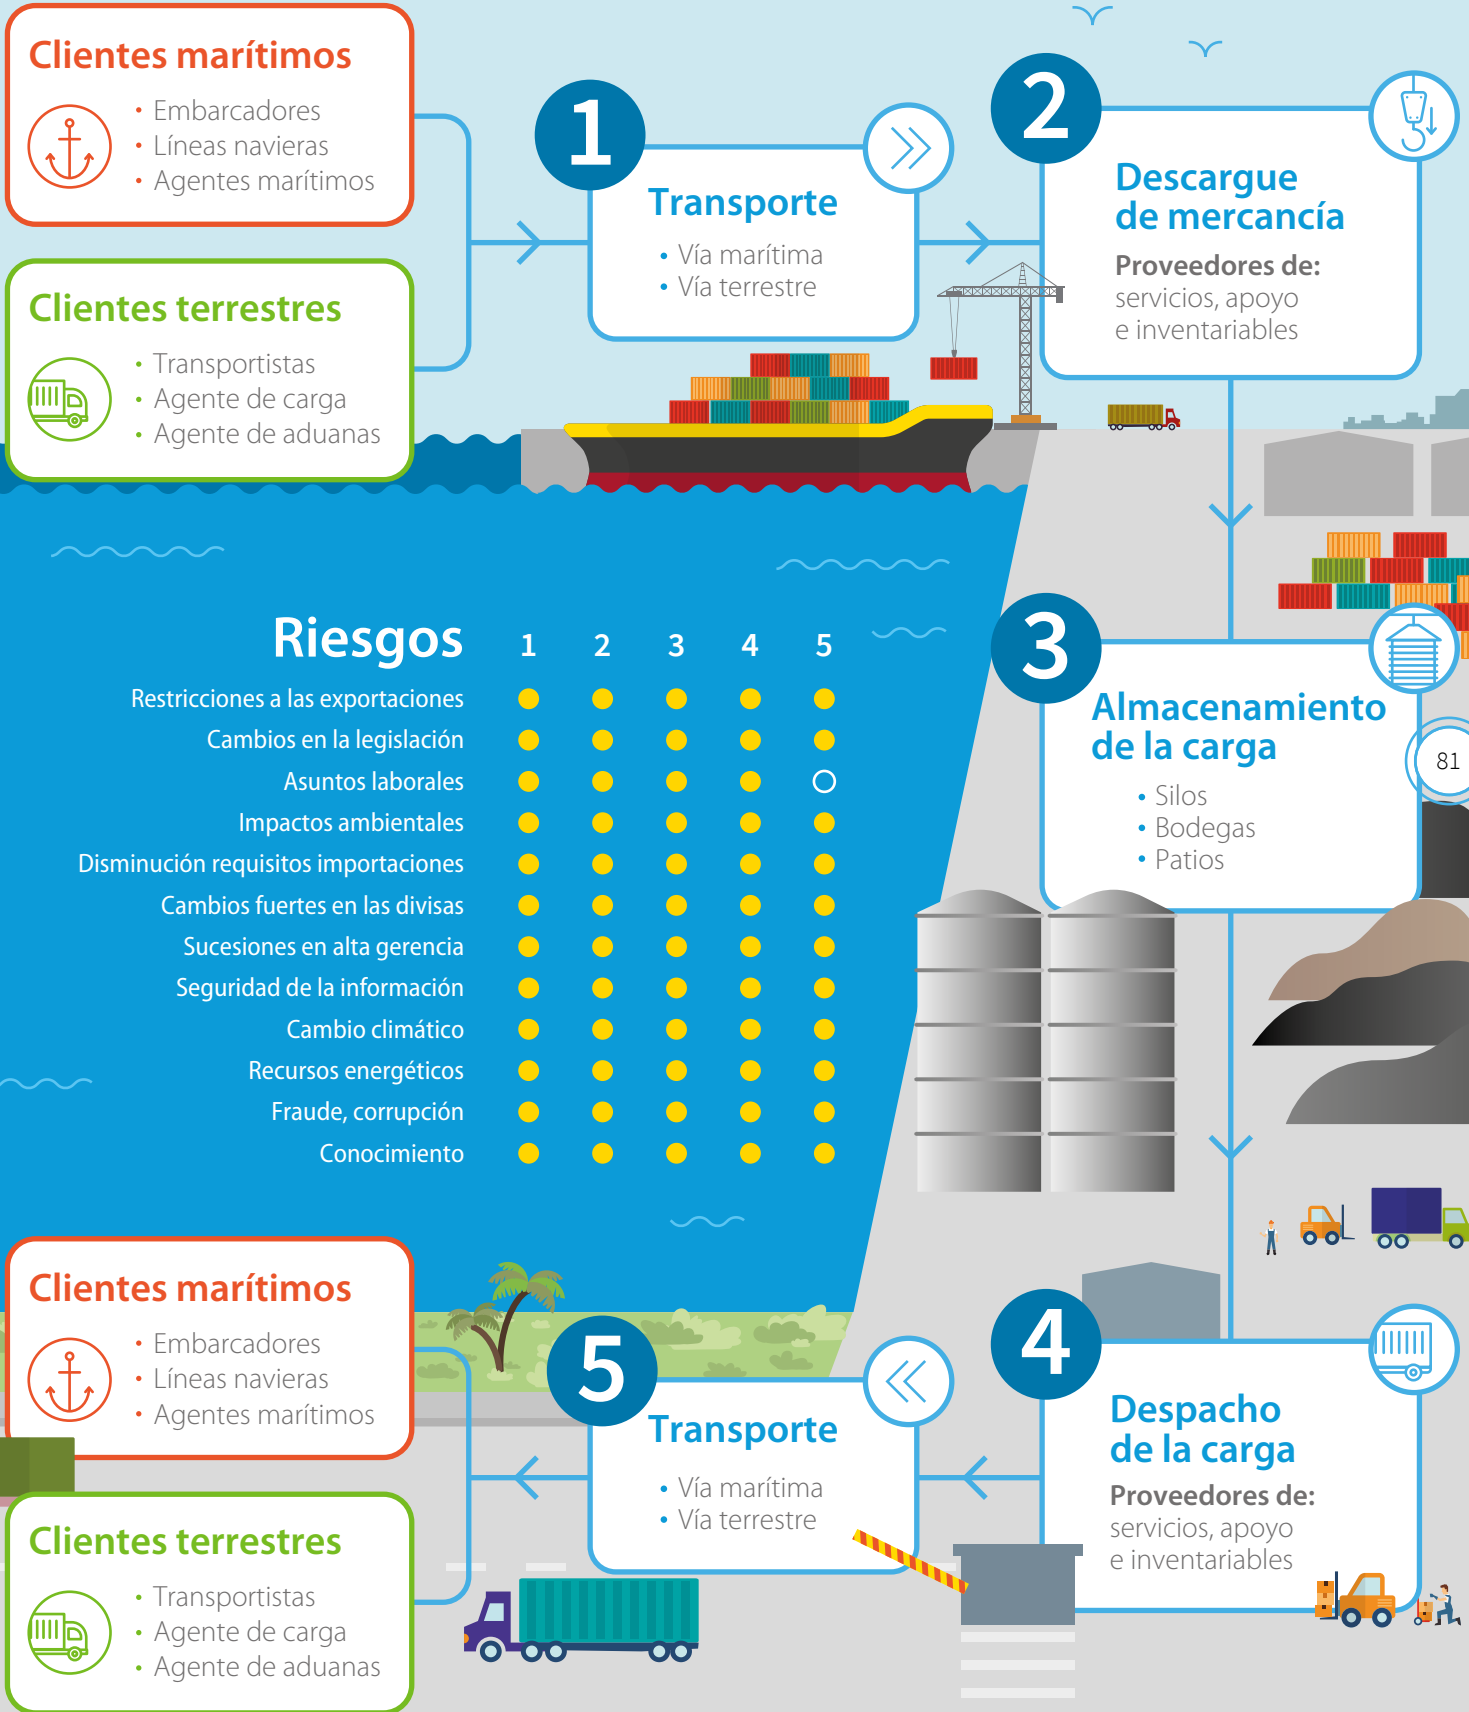 Clientes marítimos
• Embarcadores
• Líneas navieras
• Agentes marítimos
Clientes terrestres
• Transportistas
• Agente de carga
• Agente de aduanas
1
Transporte
• Vía marítima
• Vía terrestre
2
Descargue
de mercancía
Proveedores de:
servicios, apoyo
e inventariables
Riesgos 1 2 3 4 5
Restricciones a las exportaciones
Cambios en la legislación
Asuntos laborales
Impactos ambientales
Disminución requisitos importaciones
Cambios fuertes en las divisas
Sucesiones en alta gerencia
Seguridad de la información
Cambio climático
Recursos energéticos
Fraude, corrupción
Conocimiento
3
Almacenamiento
de la carga
• Silos
• Bodegas
• Patios
81
4
Despacho
de la carga
Proveedores de:
servicios, apoyo
e inventariables
5
Transporte
• Vía marítima
• Vía terrestre
Clientes marítimos
• Embarcadores
• Líneas navieras
• Agentes marítimos
Clientes terrestres
• Transportistas
• Agente de carga
• Agente de aduanas